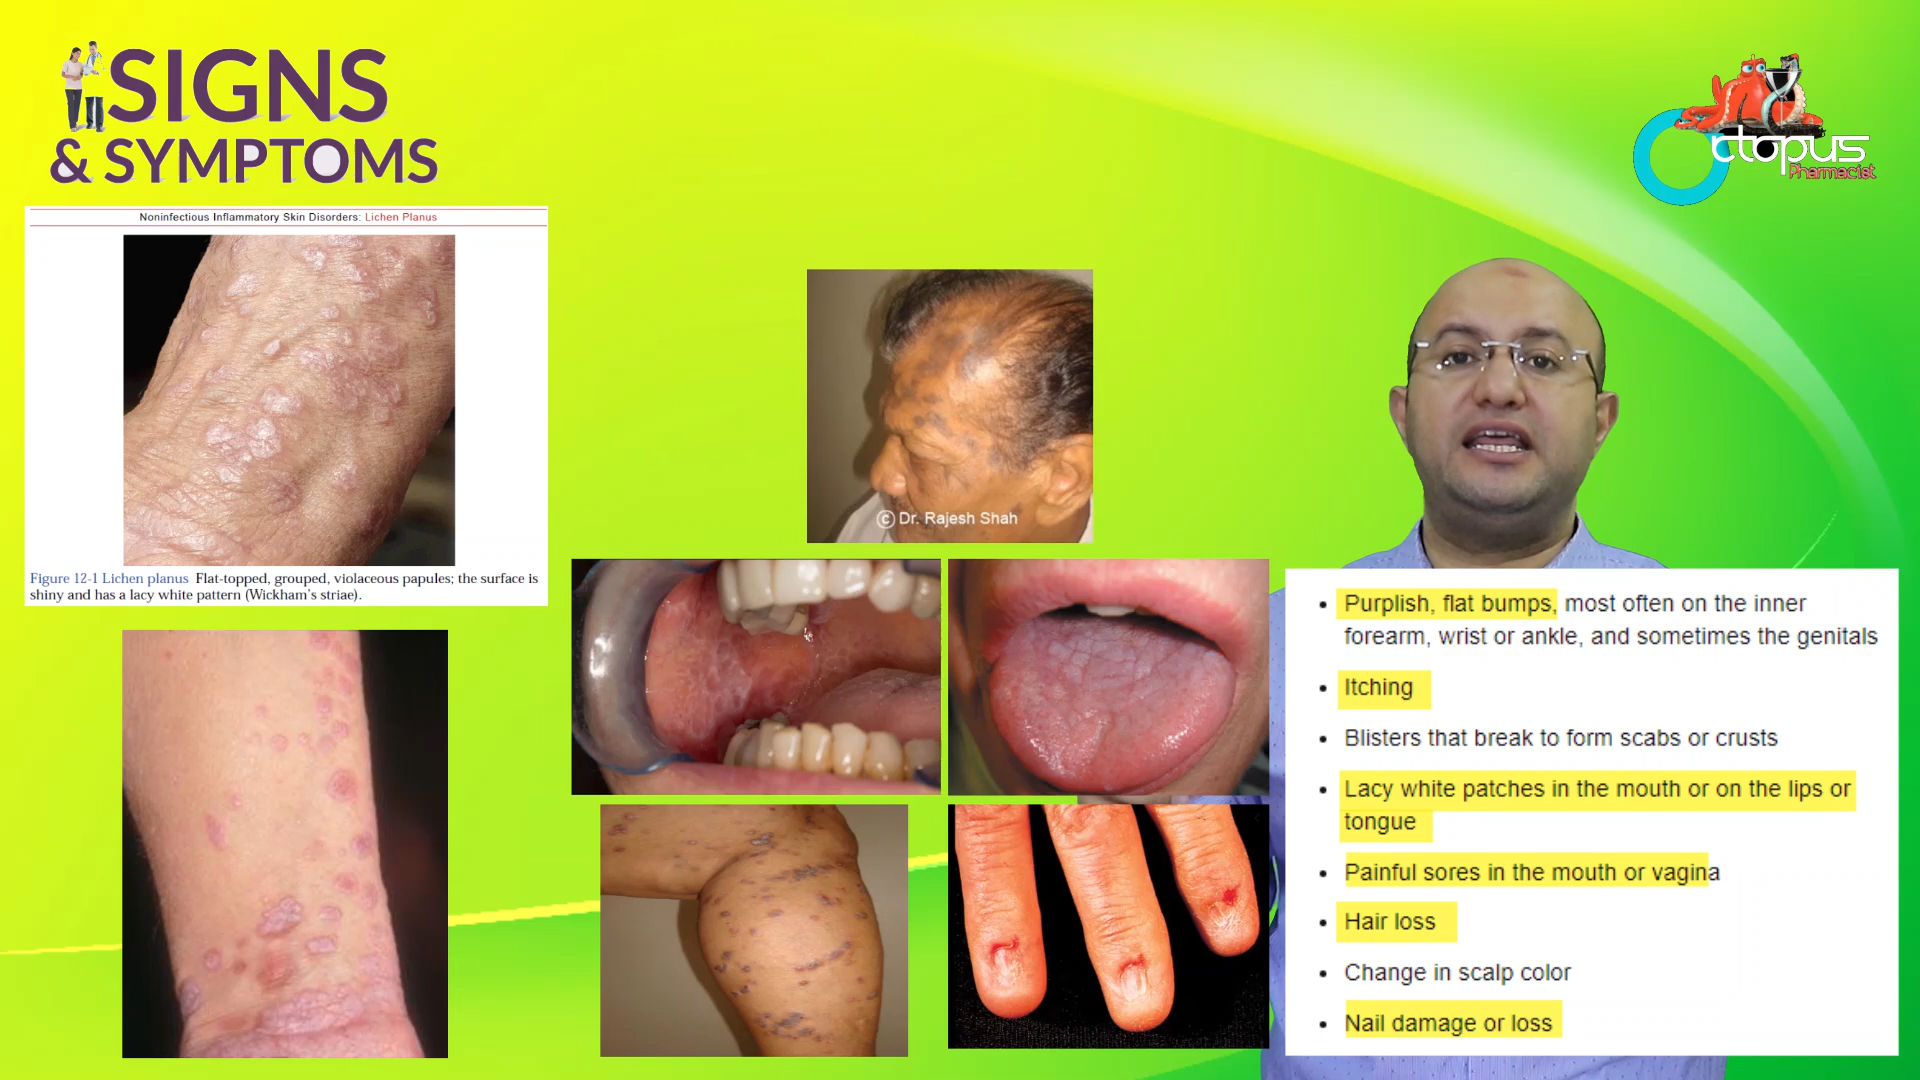 SIGNS
& SYMPTOMS
Octopus
Pharmacist
Noninfectious Inflammatory Skin Disorders: Lichen Planus
Figure 12-1 Lichen planus Flat-topped, grouped, violaceous papules; the surface is
shiny and has a lacy white pattern (Wickham's striae).
© Dr. Rajesh Shah
• Purplish, flat bumps, most often on the inner
forearm, wrist or ankle, and sometimes the genitals
• Itching
• Blisters that break to form scabs or crusts
• Lacy white patches in the mouth or on the lips or
tongue
• Painful sores in the mouth or vagina
• Hair loss
• Change in scalp color
• Nail damage or loss